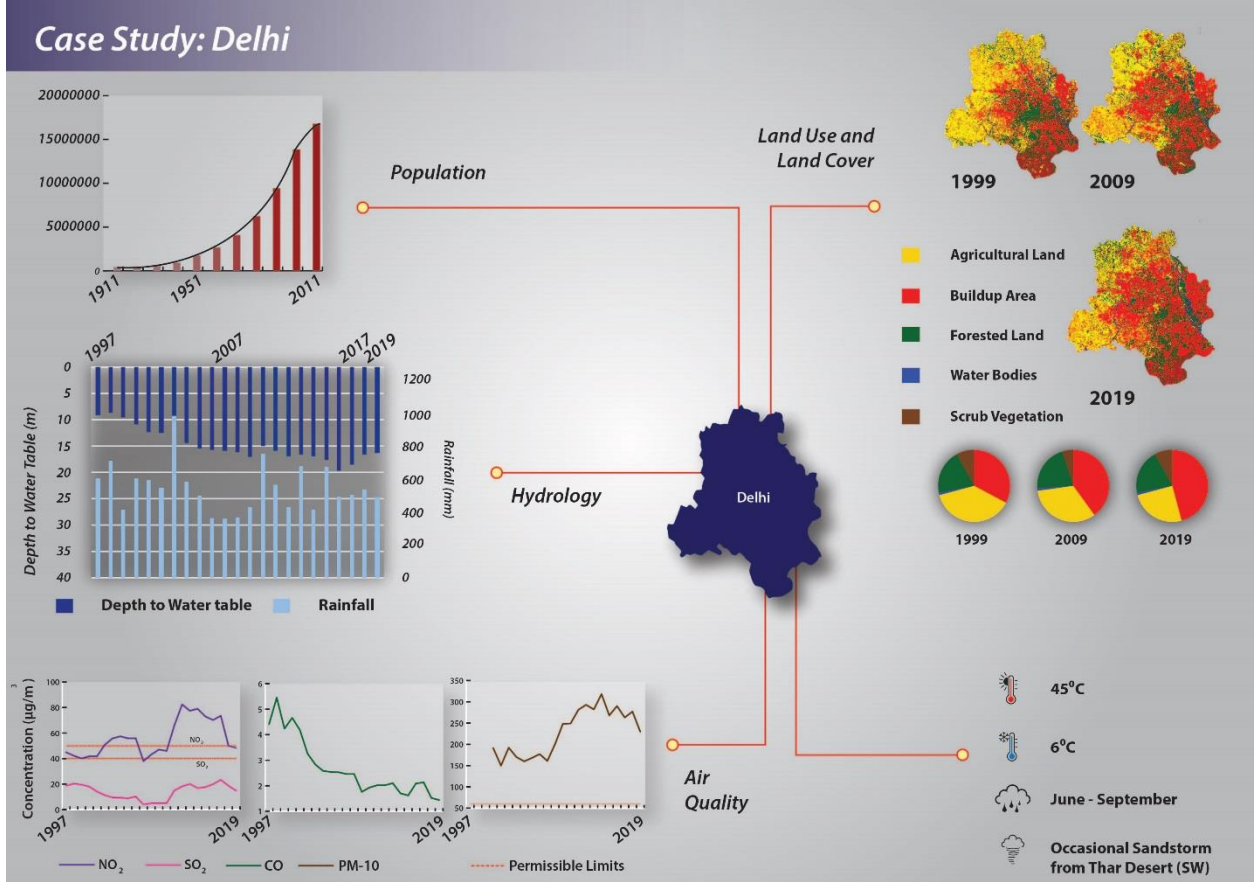 Case Study: Delhi
20000000
15000000
10000000
5000000
0
1911
1951
2011
Population
Land Use and
Land Cover
1999
2009
Agricultural Land
Buildup Area
Forested Land
Water Bodies
Scrub Vegetation
2019
1999
2009
2019
1997
2007
2017
2019
Depth to Water Table (m)
0
5
10
15
20
25
30
35
40
1200
1000
800
600
400
200
0
Rainfall (mm)
Depth to Water table
Rainfall
Hydrology
Delhi
Concentration (µg/m³
100
80
60
40
20
0
NO₂
SO₂
1997
2019
6
5
4
3
2
1
1997
2019
350
300
250
200
150
100
50
1997
2019
Air
Quality
NO₂
SO₂
CO
PM-10
Permissible Limits
45⁰C
6⁰C
June - September
Occasional Sandstorm
from Thar Desert (SW)